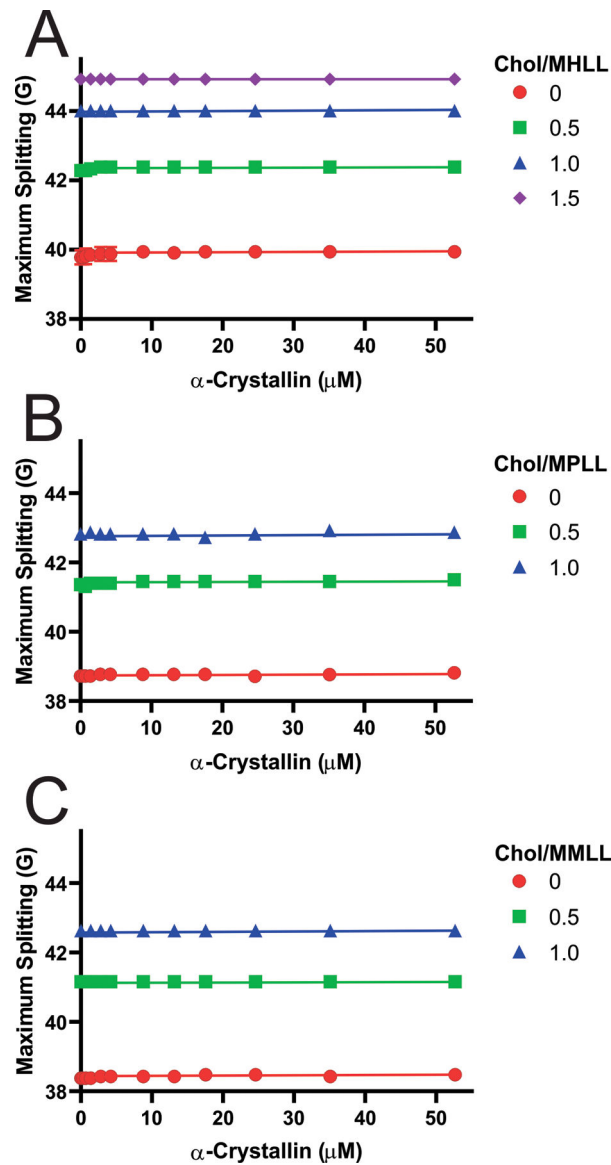 A
Maximum Splitting (G)
44
42
40
38
0 10 20 30 40 50
α-Crystallin (μM)
Chol/MHLL
0
0.5
1.0
1.5
B
Maximum Splitting (G)
44
42
40
38
0 10 20 30 40 50
α-Crystallin (μM)
Chol/MPLL
0
0.5
1.0
C
Maximum Splitting (G)
44
42
40
38
0 10 20 30 40 50
α-Crystallin (μM)
Chol/MMLL
0
0.5
1.0